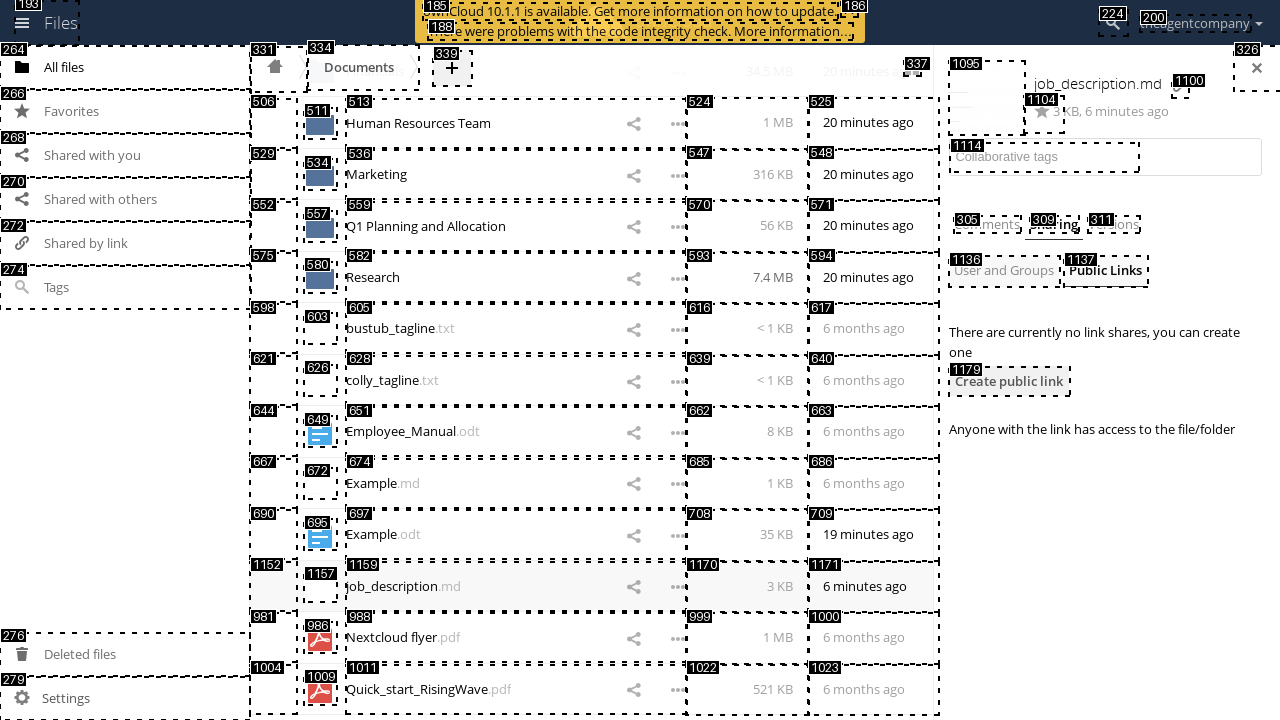 193
Files
185
ownCloud 10.1.1 is available. Get more information on how to update.
186
188
There were problems with the code integrity check. More information…
224
200
theagentcompany
264
All files
266
Favorites
268
Shared with you
270
Shared with others
272
Shared by link
274
Tags
276
Deleted files
279
Settings
331
334
Documents
339
+
34.5 MB
20 minutes ago
337
506
511
513
Human Resources Team
524
1 MB
525
20 minutes ago
529
534
536
Marketing
547
316 KB
548
20 minutes ago
552
557
559
Q1 Planning and Allocation
570
56 KB
571
20 minutes ago
575
580
582
Research
593
7.4 MB
594
20 minutes ago
598
603
605
bustub_tagline.txt
616
< 1 KB
617
6 months ago
621
626
628
colly_tagline.txt
639
< 1 KB
640
6 months ago
644
649
651
Employee_Manual.odt
662
8 KB
663
6 months ago
667
672
674
Example.md
685
1 KB
686
6 months ago
690
695
697
Example.odt
708
35 KB
709
19 minutes ago
1152
1157
1159
job_description.md
1170
3 KB
1171
6 minutes ago
981
986
988
Nextcloud flyer.pdf
999
1 MB
1000
6 months ago
1004
1009
1011
Quick_start_RisingWave.pdf
1022
521 KB
1023
6 months ago
326
1095
job_description.md
1100
1104
3 KB, 6 minutes ago
1114
Collaborative tags
305
Comments
309
Sharing
311
Versions
1136
User and Groups
1137
Public Links
There are currently no link shares, you can create
one
1179
Create public link
Anyone with the link has access to the file/folder